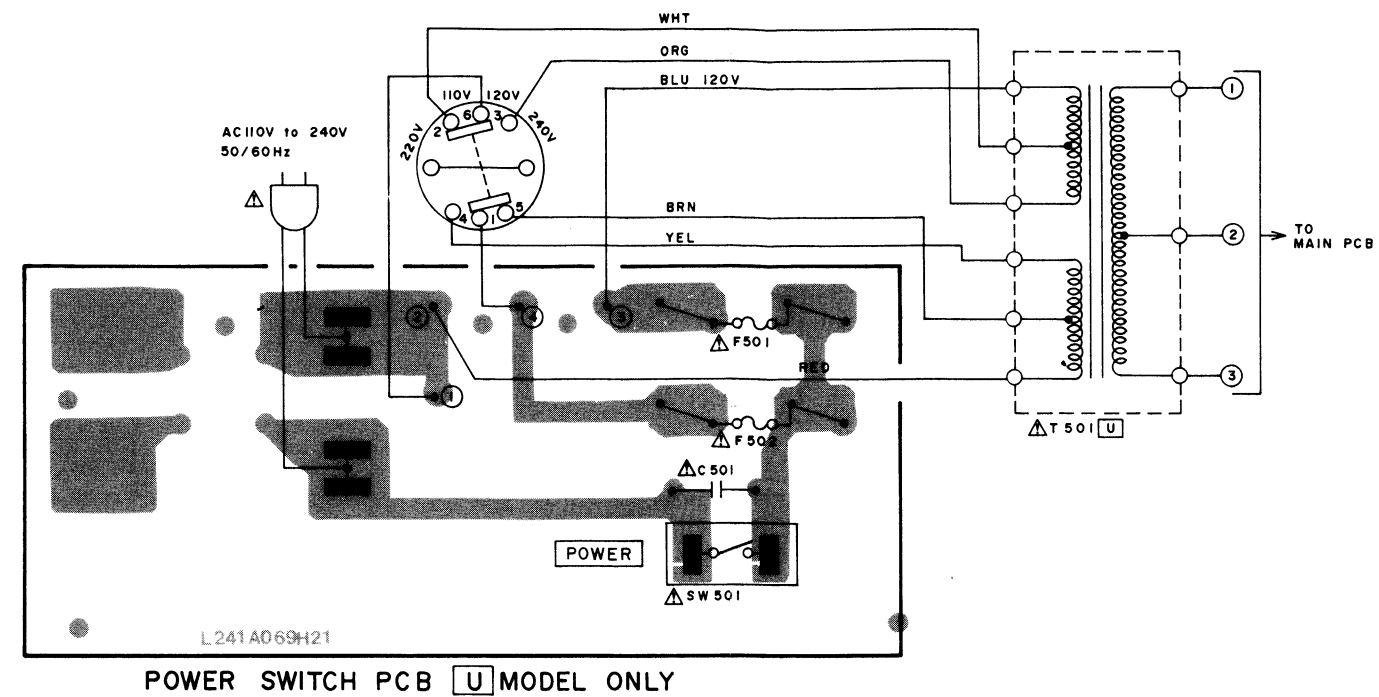 WHT
ORG
BLU 120V
110V 120V
2 6 3
220V
240V
4 1 5
AC110V to 240V
50/60Hz
BRN
YEL
1
2
3
TO
MAIN PCB
2
4
3
F501
RED
1
F502
T501 U
C501
POWER
SW501
L241A069H21
POWER SWITCH PCB U MODEL ONLY